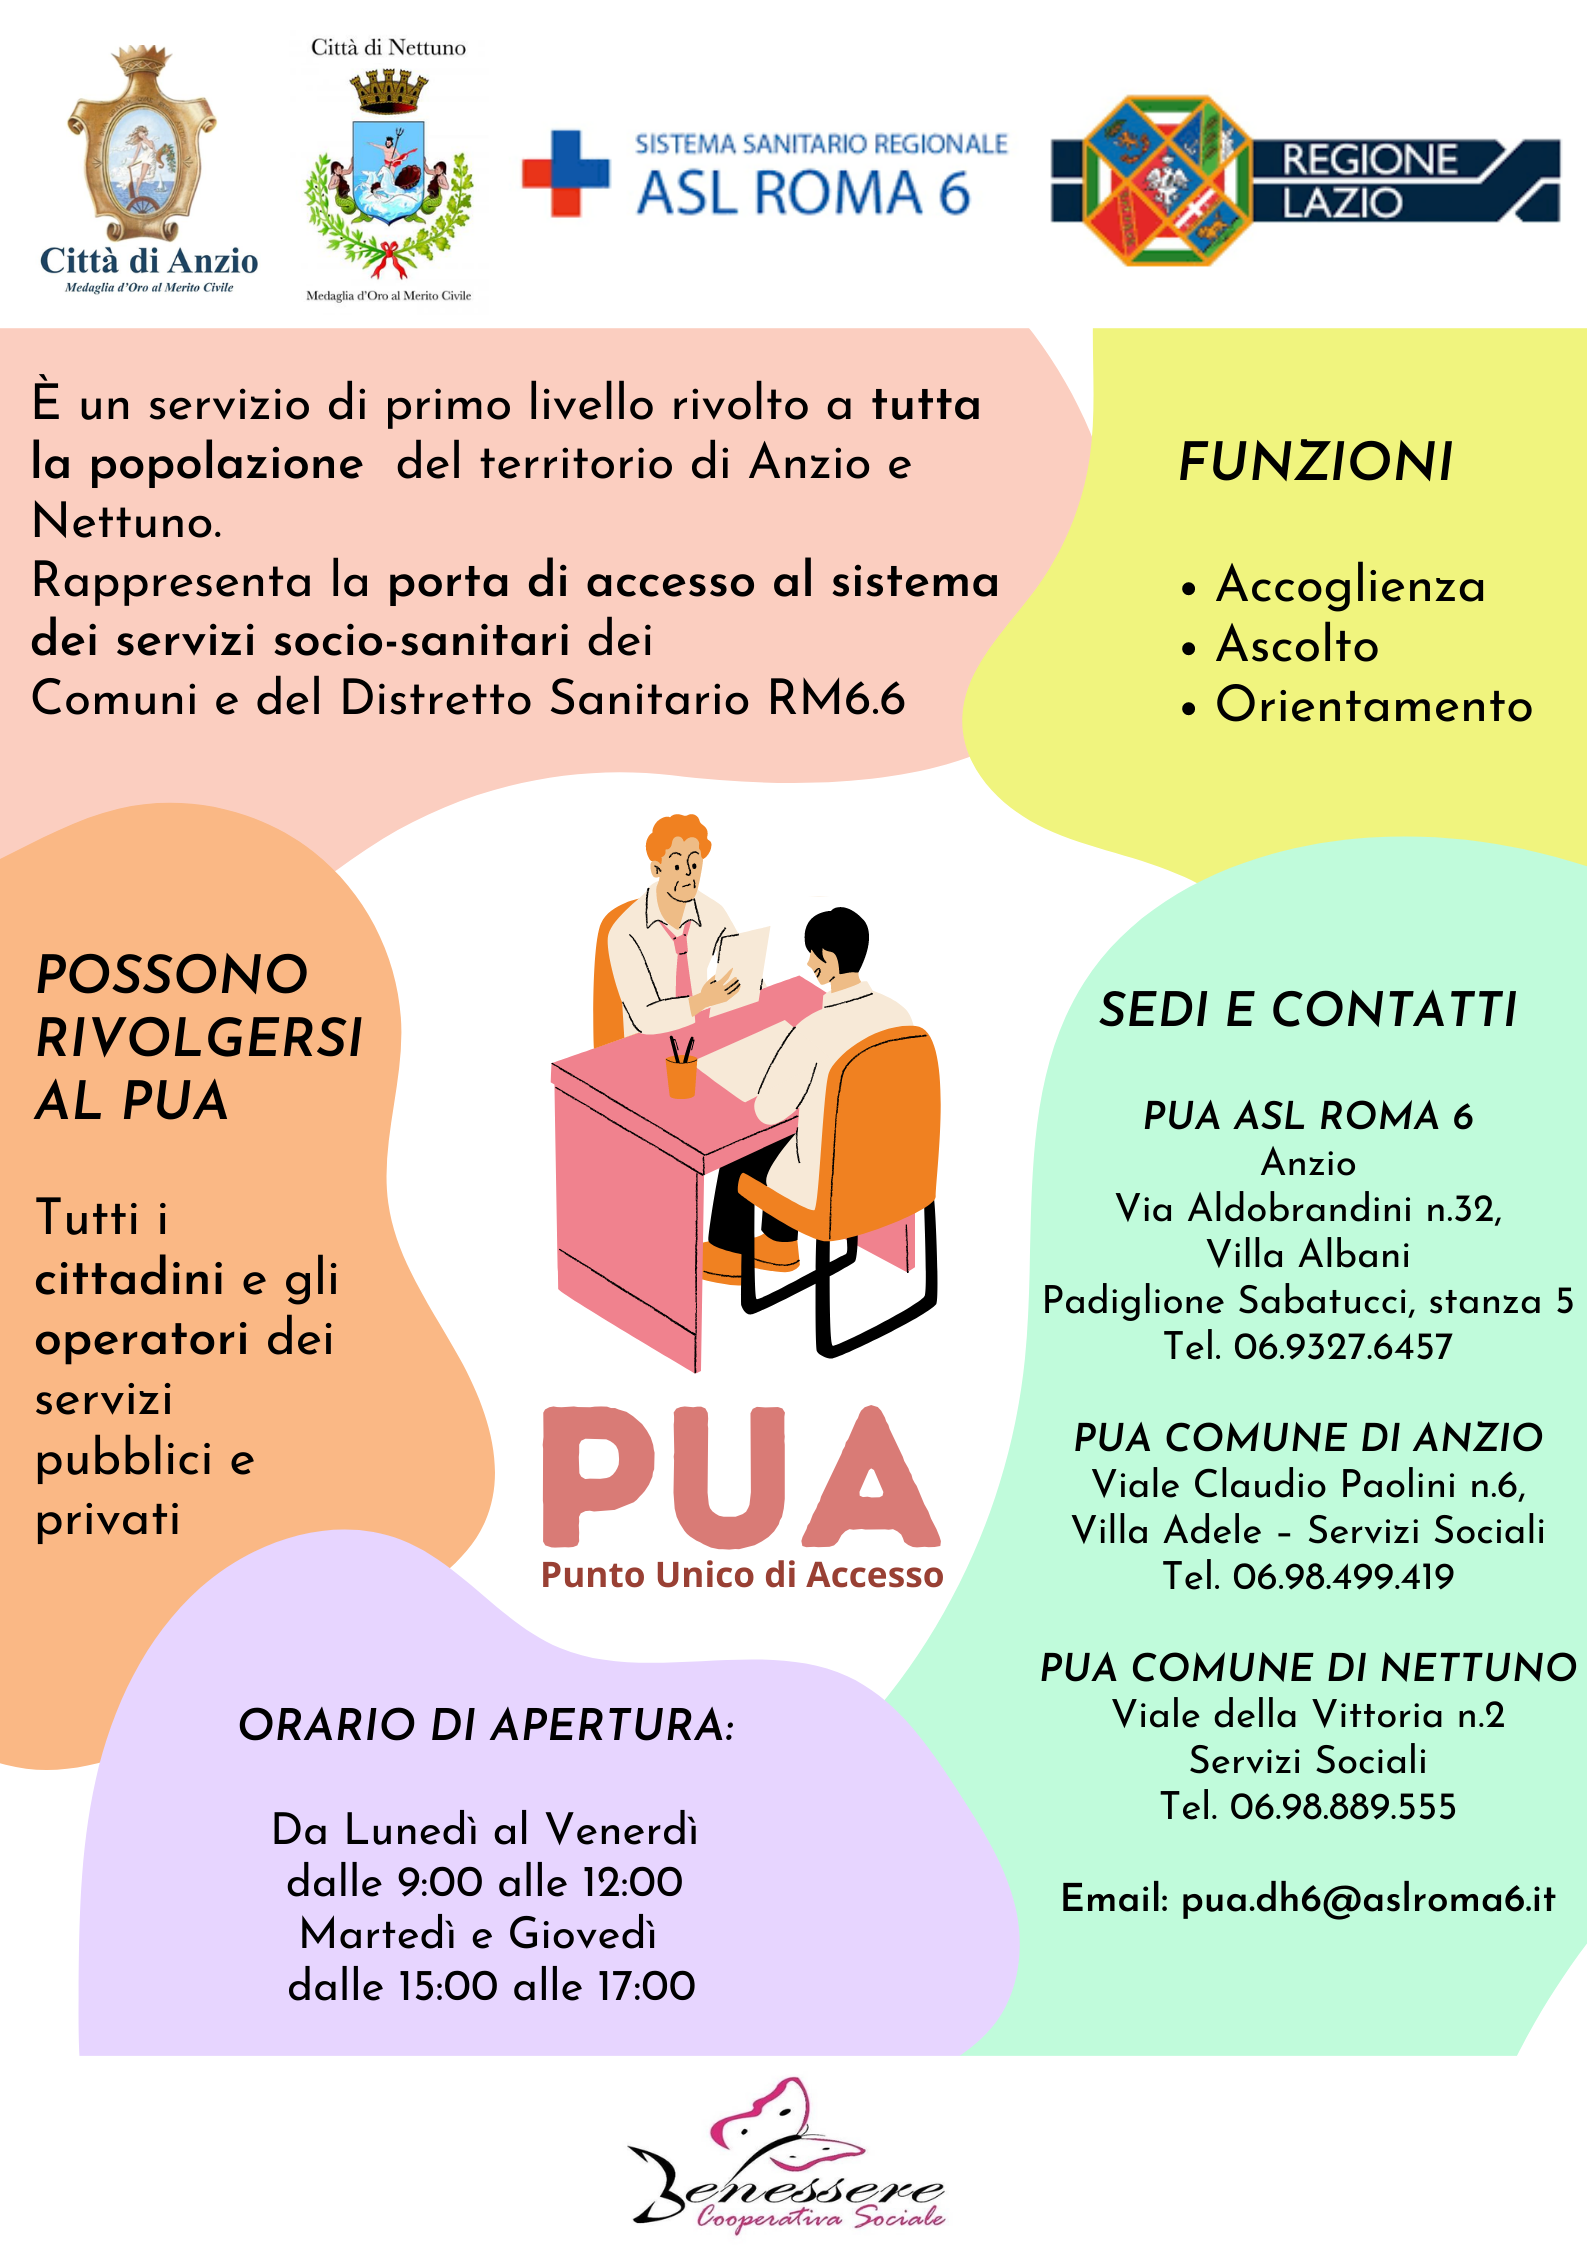 Città di Anzio
Medaglia d'Oro al Merito Civile
Città di Nettuno
Medaglia d'Oro al Merito Civile
SISTEMA SANITARIO REGIONALE
ASL ROMA 6
REGIONE
LAZIO
È un servizio di primo livello rivolto a tutta
la popolazione del territorio di Anzio e
Nettuno.
Rappresenta la porta di accesso al sistema
dei servizi socio-sanitari dei
Comuni e del Distretto Sanitario RM6.6
FUNZIONI
• Accoglienza
• Ascolto
• Orientamento
POSSONO
RIVOLGERSI
AL PUA
Tutti i
cittadini e gli
operatori dei
servizi
pubblici e
privati
PUA
Punto Unico di Accesso
SEDI E CONTATTI
PUA ASL ROMA 6
Anzio
Via Aldobrandini n.32,
Villa Albani
Padiglione Sabatucci, stanza 5
Tel. 06.9327.6457
PUA COMUNE DI ANZIO
Viale Claudio Paolini n.6,
Villa Adele – Servizi Sociali
Tel. 06.98.499.419
PUA COMUNE DI NETTUNO
Viale della Vittoria n.2
Servizi Sociali
Tel. 06.98.889.555
Email: pua.dh6@aslroma6.it
ORARIO DI APERTURA:
Da Lunedì al Venerdì
dalle 9:00 alle 12:00
Martedì e Giovedì
dalle 15:00 alle 17:00
Benessere
Cooperativa Sociale